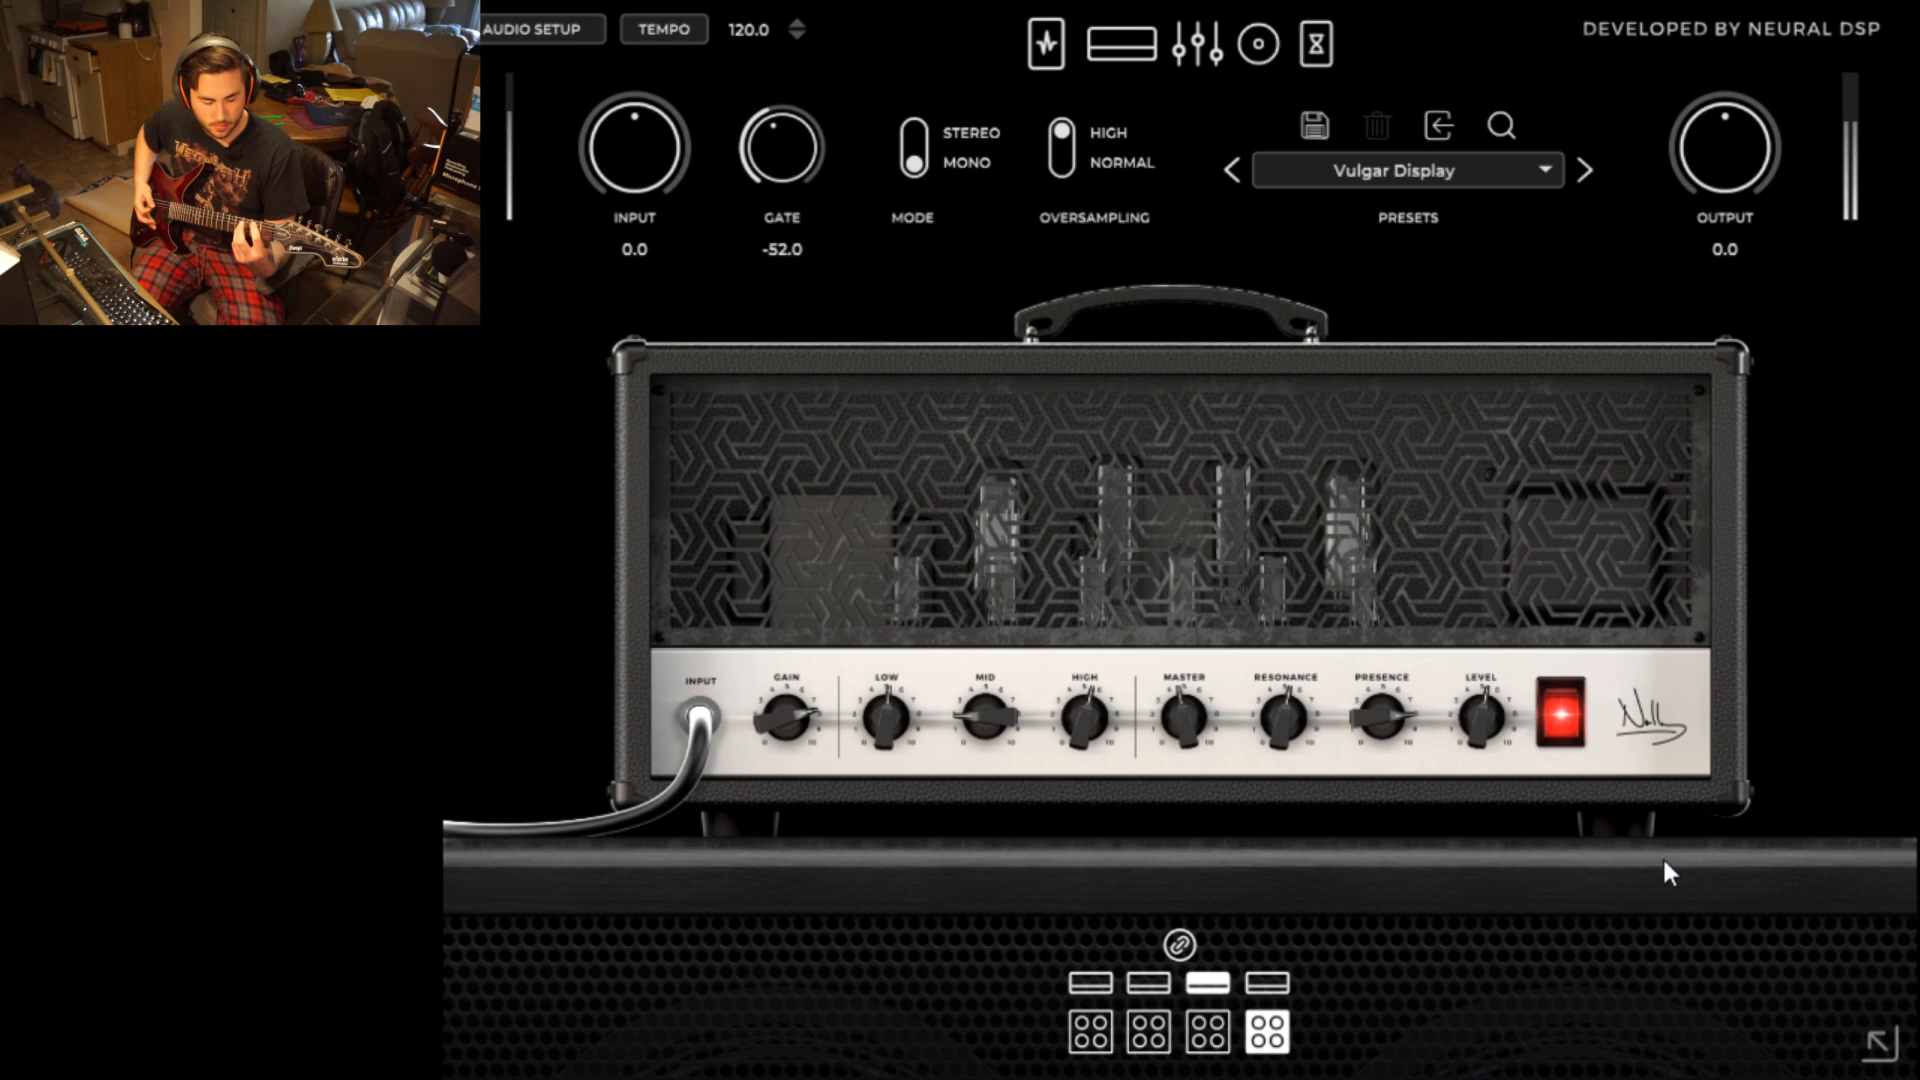 AUDIO SETUP
TEMPO
120.0
DEVELOPED BY NEURAL DSP
STEREO
MONO
HIGH
NORMAL
Vulgar Display
INPUT
GATE
MODE
OVERSAMPLING
PRESETS
OUTPUT
0.0
-52.0
0.0
INPUT
GAIN
LOW
MID
HIGH
MASTER
RESONANCE
PRESENCE
LEVEL
Nolly